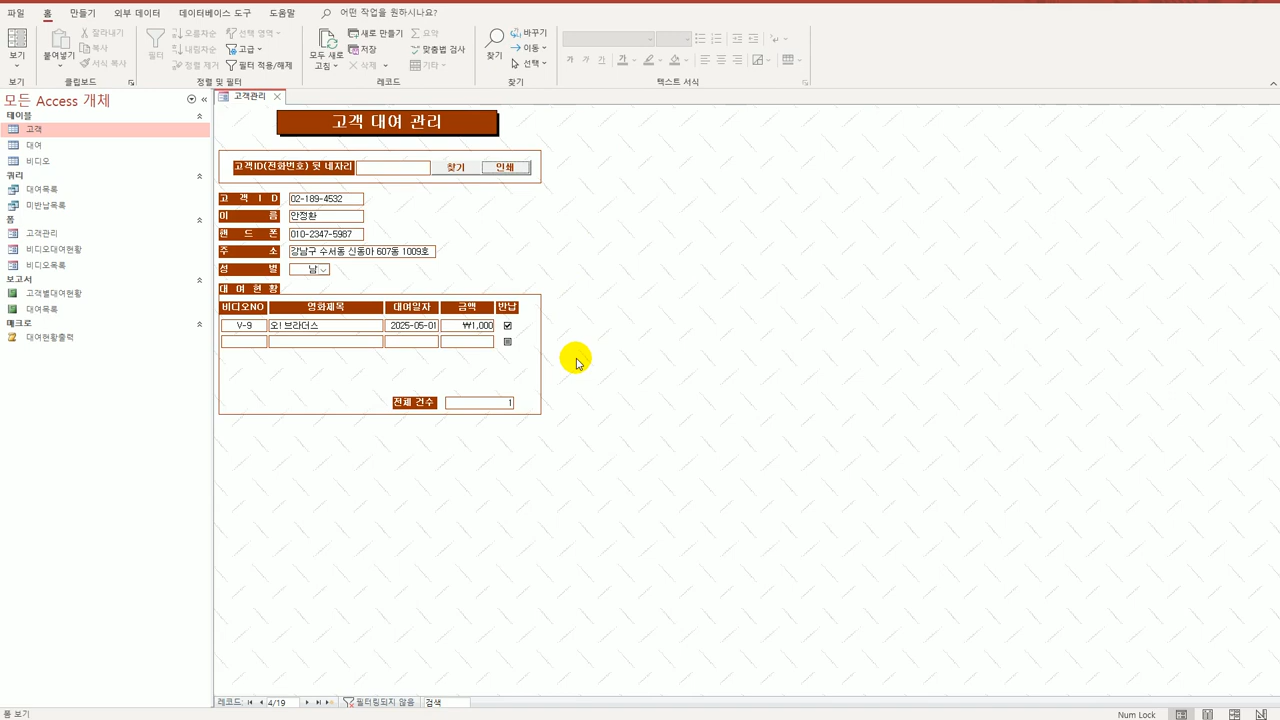 파일 홈 만들기 외부 데이터 데이터베이스 도구 도움말 어떤 작업을 원하시나요?
보기
보기
붙여넣기
잘라내기
복사
서식 복사
클립보드
필터
오름차순
내림차순
정렬 제거
선택 영역
고급
필터 적용/해제
정렬 및 필터
모두 새로
고침
새로 만들기
저장
삭제
요약
맞춤법 검사
기타
레코드
찾기
바꾸기
이동
선택
찾기
가 가 가 가
텍스트 서식
모든 Access 개체
테이블
고객
대여
비디오
쿼리
대여목록
미반납목록
폼
고객관리
비디오대여현황
비디오목록
보고서
고객별대여현황
대여목록
매크로
대여현황출력
고객관리
고객 대여 관리
고객ID(전화번호) 뒷 네자리 찾기 인쇄
고 객 I D 02-189-4532
이 름 안정환
핸 드 폰 010-2347-5987
주 소 강남구 수서동 신동아 607동 1009호
성 별 남
대 여 현 황
비디오NO 영화제목 대여일자 금액 반납
V-9 오! 브라더스 2025-05-01 ₩1,000
전체 건수 1
레코드: 4/19 필터링되지 않음 검색
폼 보기 Num Lock